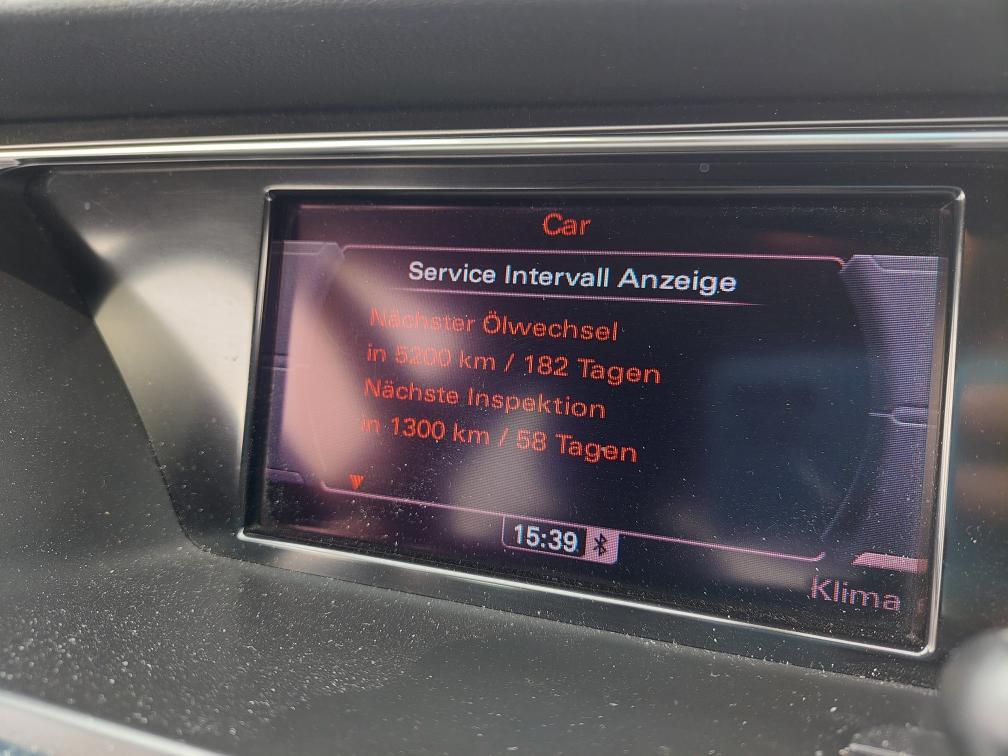 Car
Service Intervall Anzeige
Nächster Ölwechsel
in 5200 km / 182 Tagen
Nächste Inspektion
in 1300 km / 58 Tagen
15:39
Klima